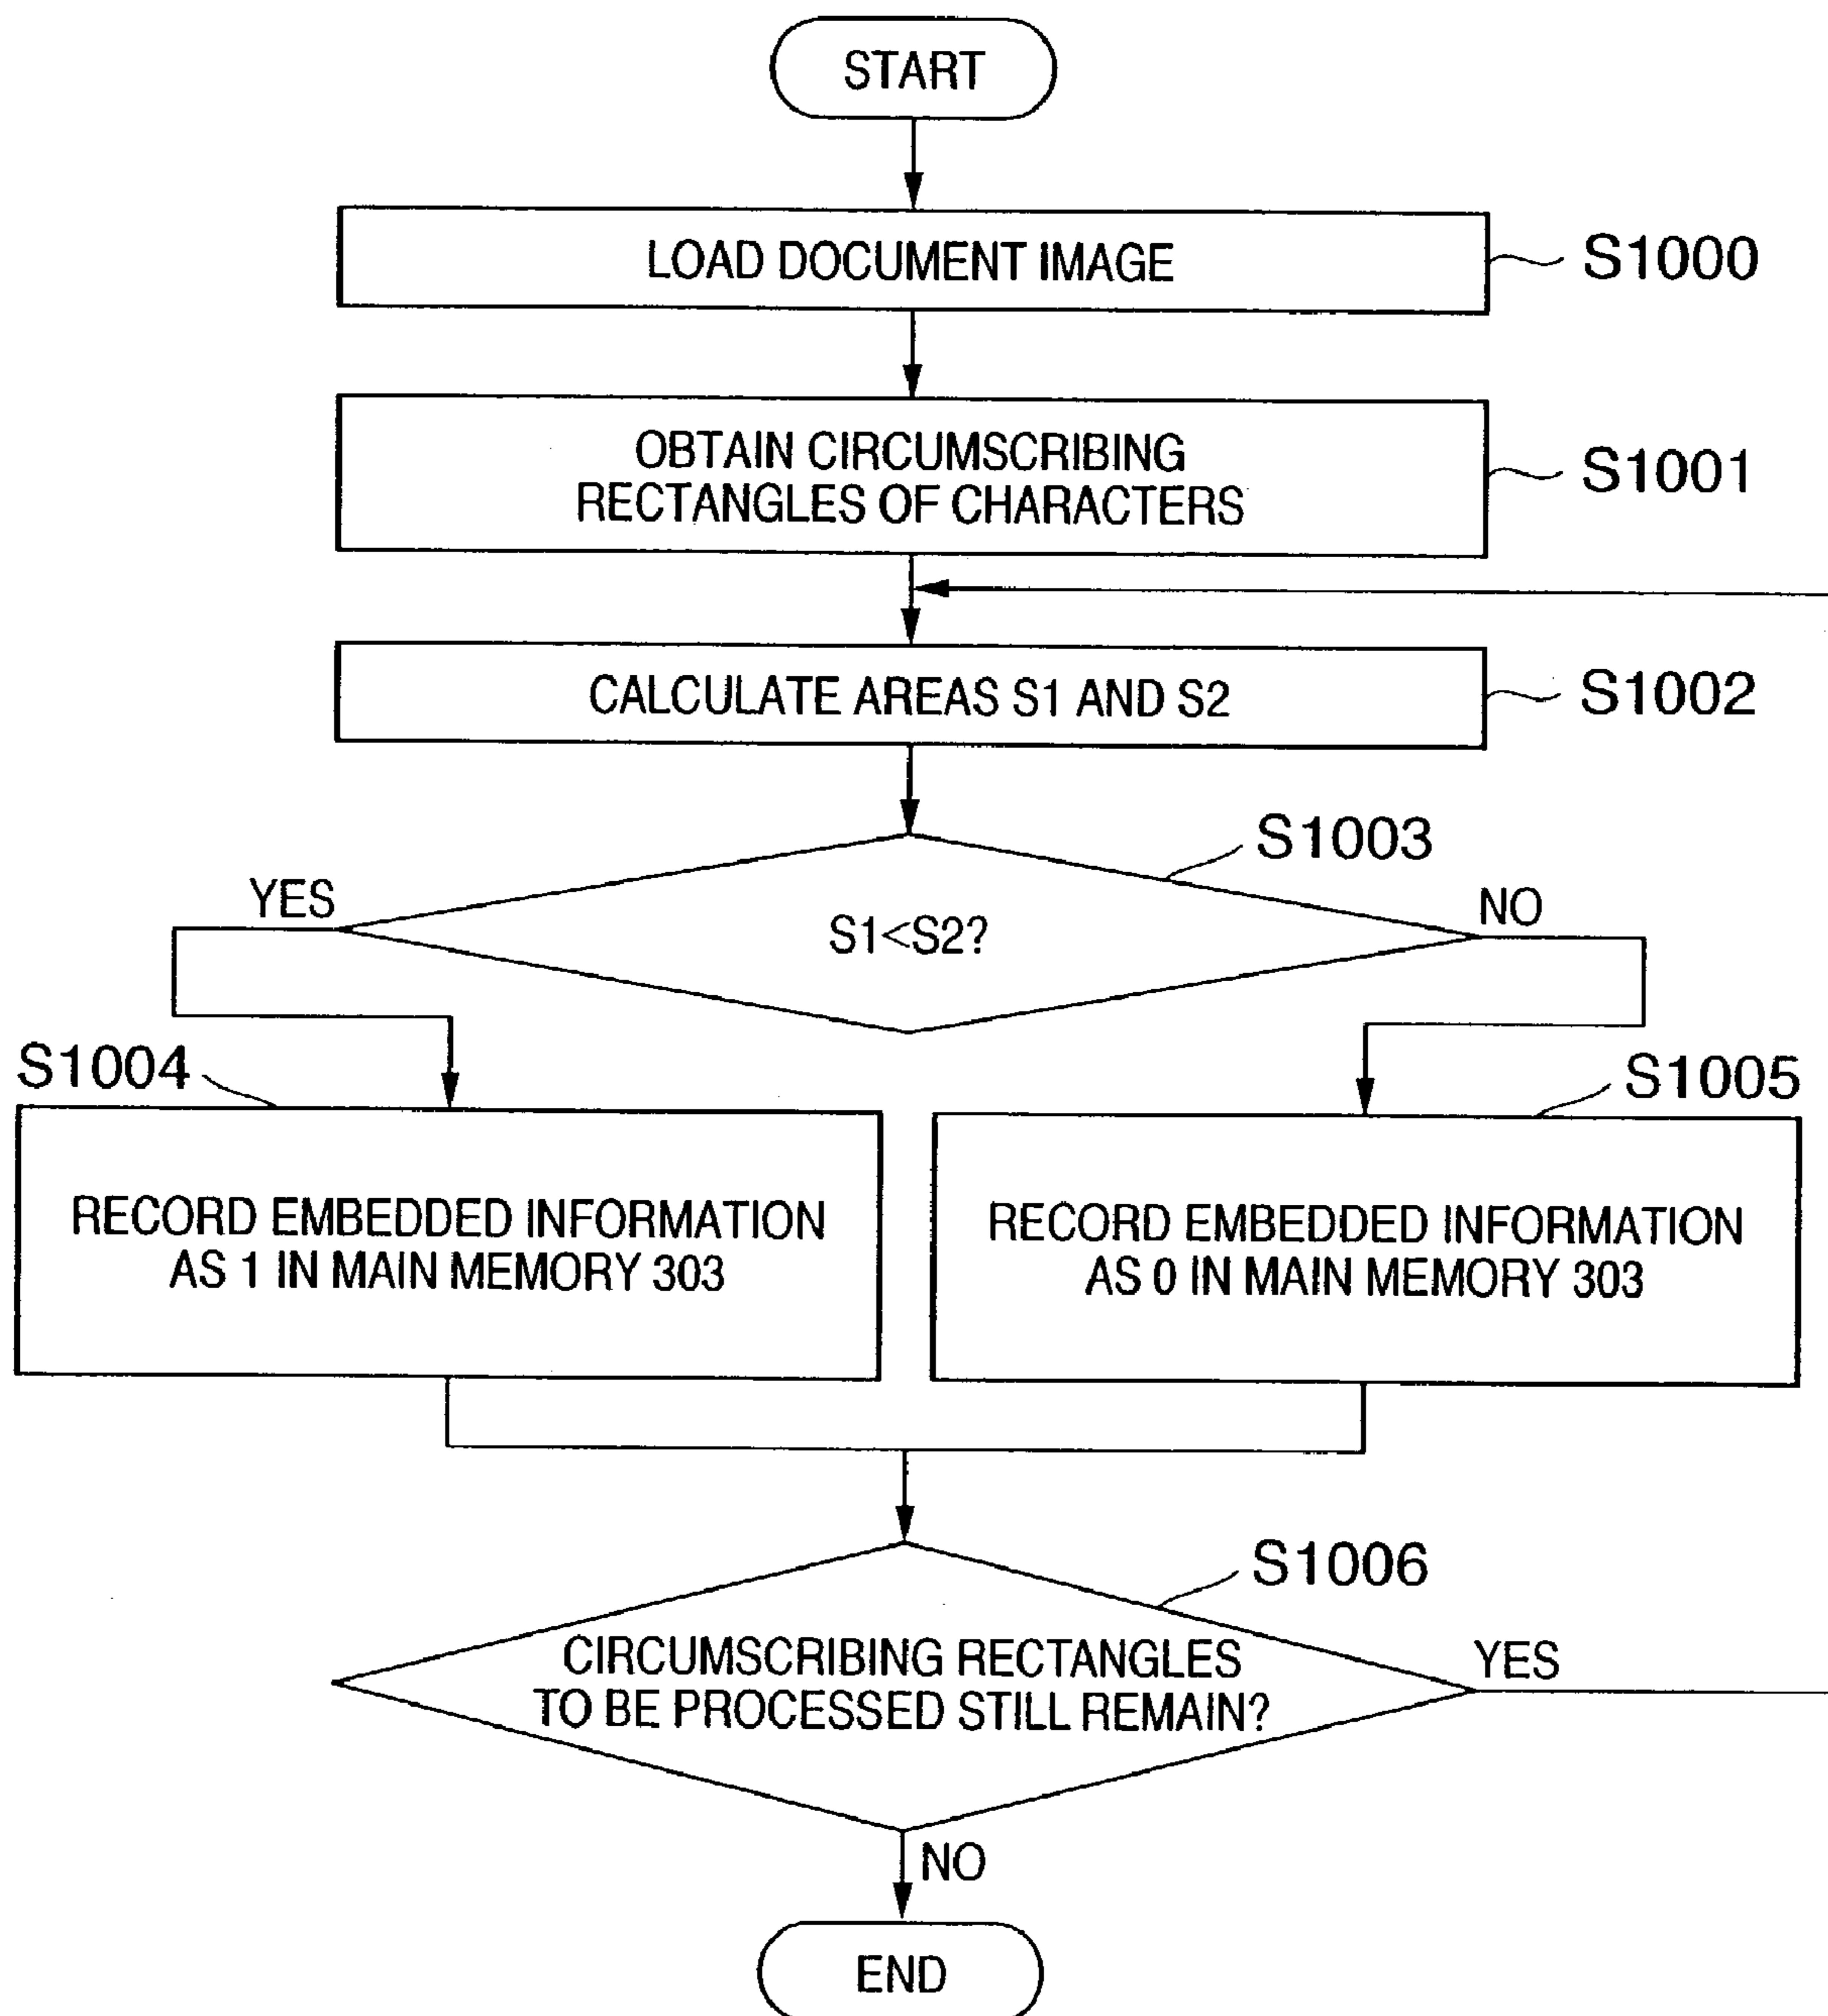 START
LOAD DOCUMENT IMAGE
S1000
OBTAIN CIRCUMSCRIBING
RECTANGLES OF CHARACTERS
S1001
CALCULATE AREAS S1 AND S2
S1002
S1003
YES
S1<S2?
NO
S1004
S1005
RECORD EMBEDDED INFORMATION
AS 1 IN MAIN MEMORY 303
RECORD EMBEDDED INFORMATION
AS 0 IN MAIN MEMORY 303
S1006
CIRCUMSCRIBING RECTANGLES
TO BE PROCESSED STILL REMAIN?
YES
NO
END